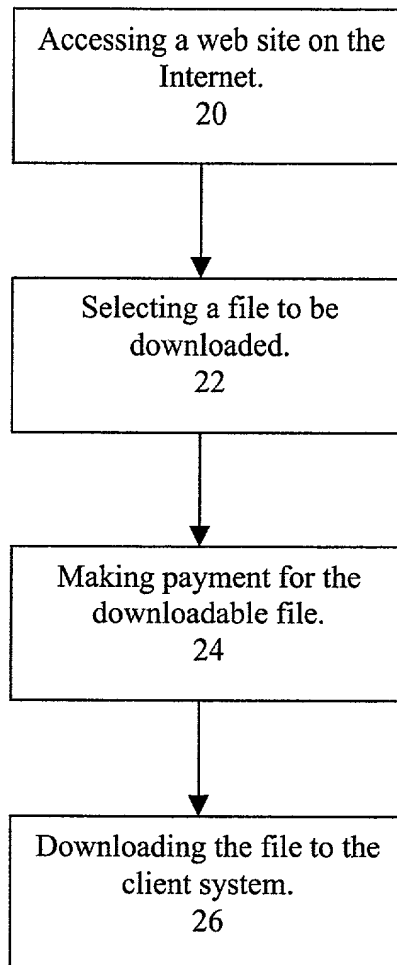 Accessing a web site on the
Internet.
20
Selecting a file to be
downloaded.
22
Making payment for the
downloadable file.
24
Downloading the file to the
client system.
26